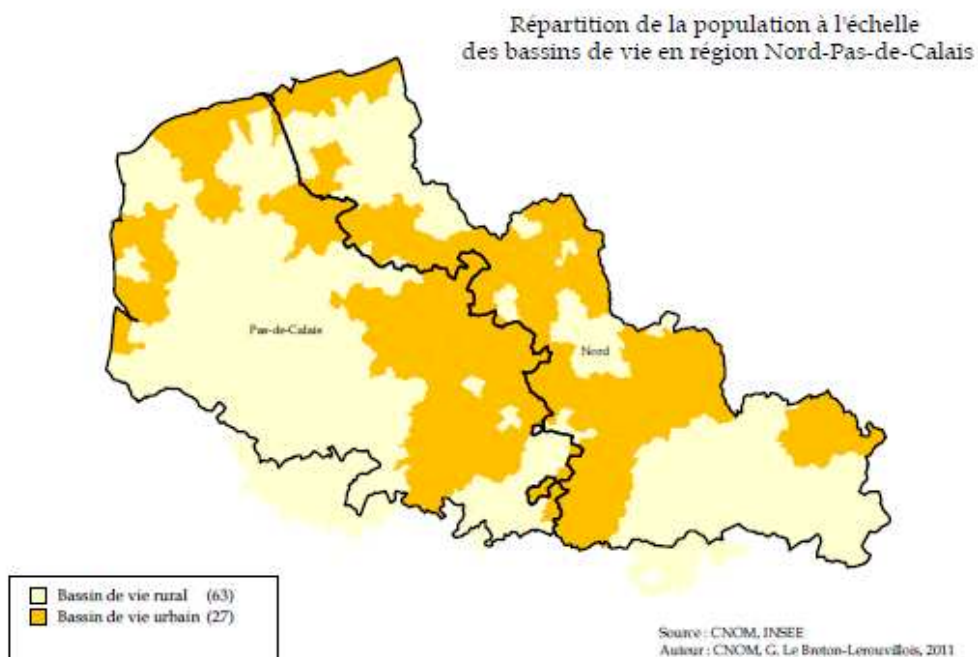 Répartition de la population à l'échelle
des bassins de vie en région Nord-Pas-de-Calais
Pas-de-Calais
Nord
Bassin de vie rural (63)
Bassin de vie urbain (27)
Source : CNOM, INSEE
Auteur : CNOM, G. Le Breton-Lerouvillois, 2011